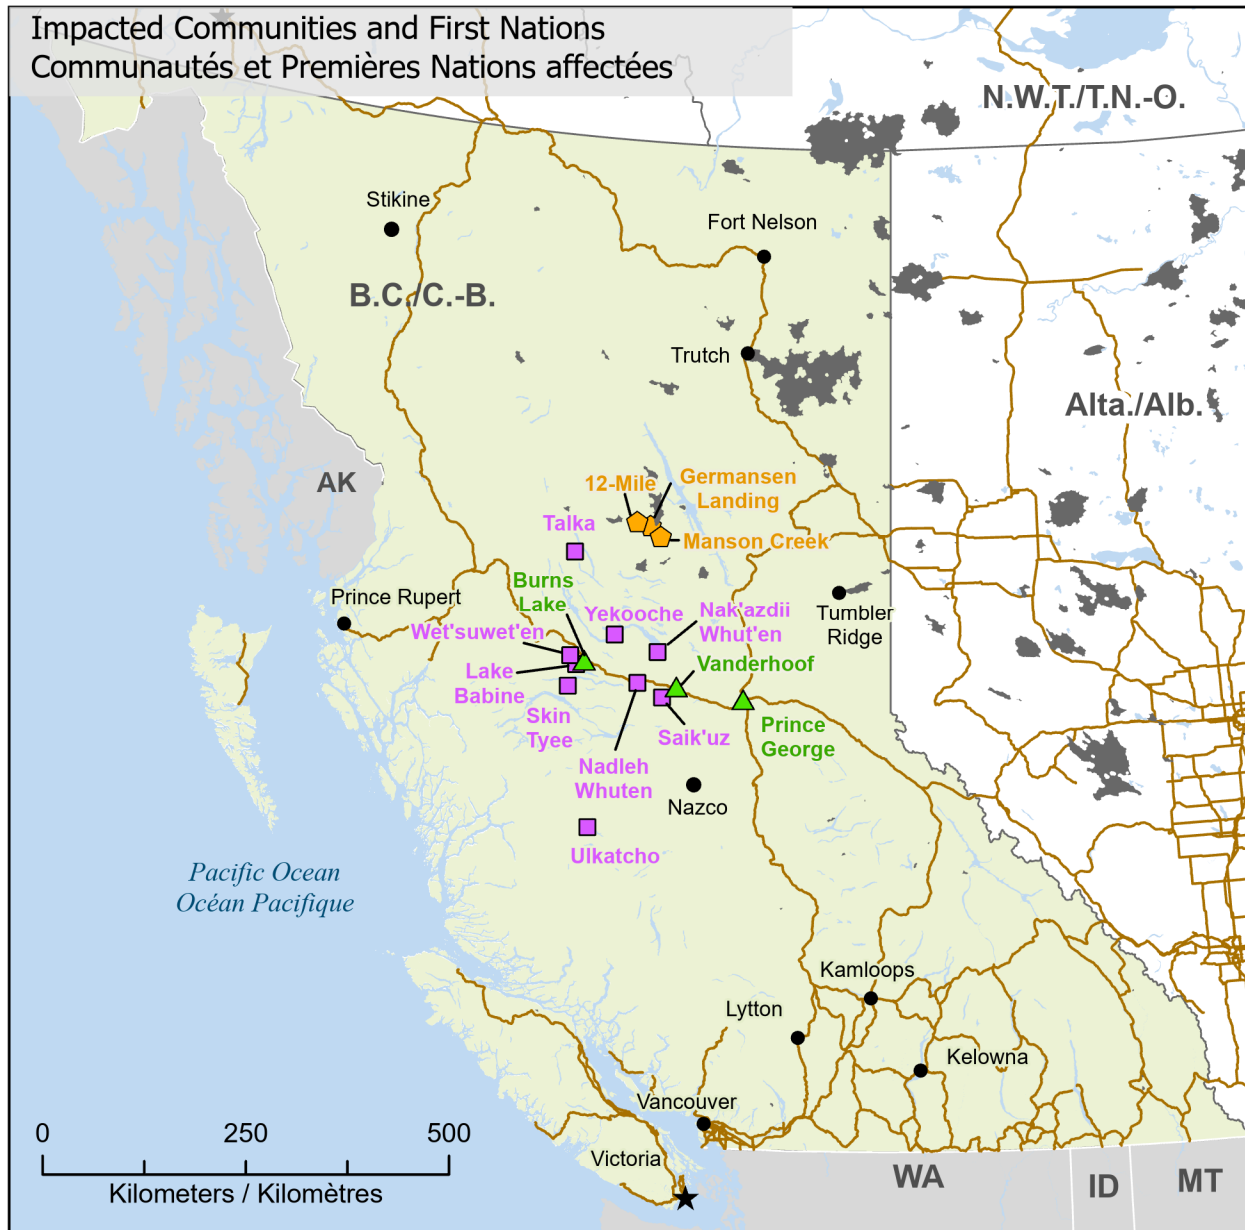 Impacted Communities and First Nations
Communautés et Premières Nations affectées
N.W.T./T.N.-O.
Stikine
Fort Nelson
B.C./C.-B.
Trutch
Alta./Alb.
AK
12-Mile
Germansen
Landing
Talka
Manson Creek
Burns
Lake
Prince Rupert
Yekooche
Nak'azdii
Whut'en
Tumbler
Ridge
Wet'suwet'en
Vanderhoof
Lake
Babine
Skin
Tyee
Saik'uz
Prince
George
Nadleh
Whuten
Nazco
Ulkatcho
Pacific Ocean
Océan Pacifique
Kamloops
Lytton
Kelowna
Vancouver
0 250 500
Kilometers / Kilomètres
Victoria
WA
ID
MT